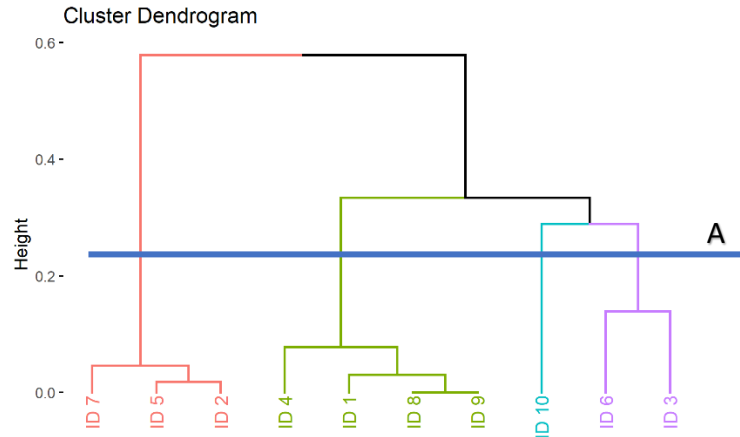 Cluster Dendrogram
0.6
0.4
0.2
0.0
Height
A
ID 7
ID 5
ID 2
ID 4
ID 1
ID 8
ID 9
ID 10
ID 6
ID 3